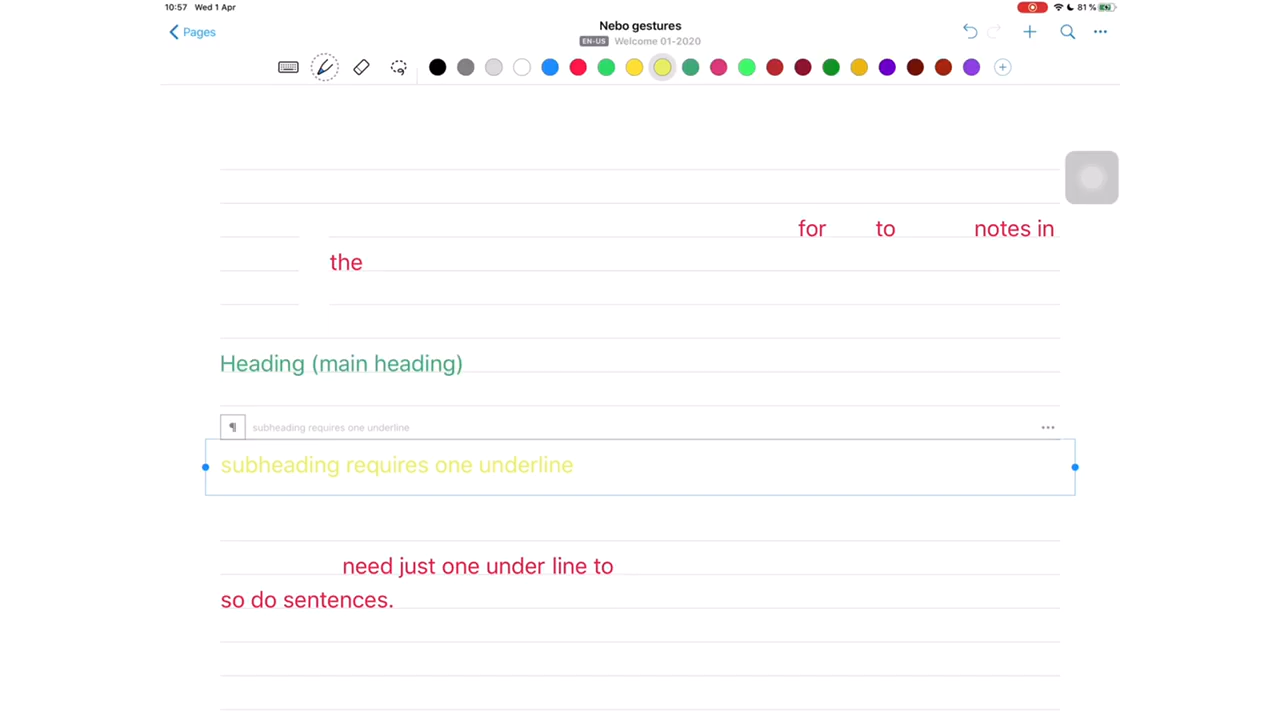 10:57 Wed 1 Apr
81 %
Pages
Nebo gestures
EN-US Welcome 01-2020
for to notes in
the
Heading (main heading)
¶ subheading requires one underline
subheading requires one underline
need just one under line to
so do sentences.